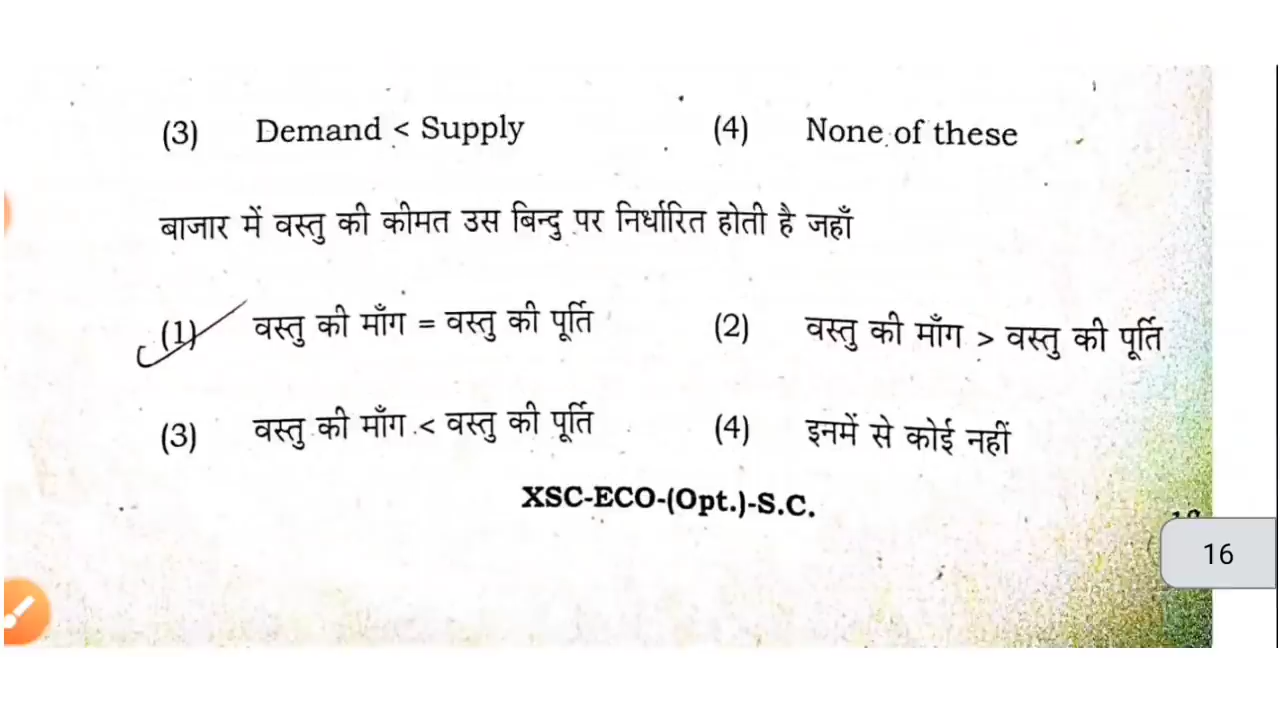 (3) Demand < Supply (4) None of these
बाजार में वस्तु की कीमत उस बिन्दु पर निर्धारित होती है जहाँ
(1) वस्तु की माँग = वस्तु की पूर्ति (2) वस्तु की माँग > वस्तु की पूर्ति
(3) वस्तु की माँग < वस्तु की पूर्ति (4) इनमें से कोई नहीं
XSC-ECO-(Opt.)-S.C.
16